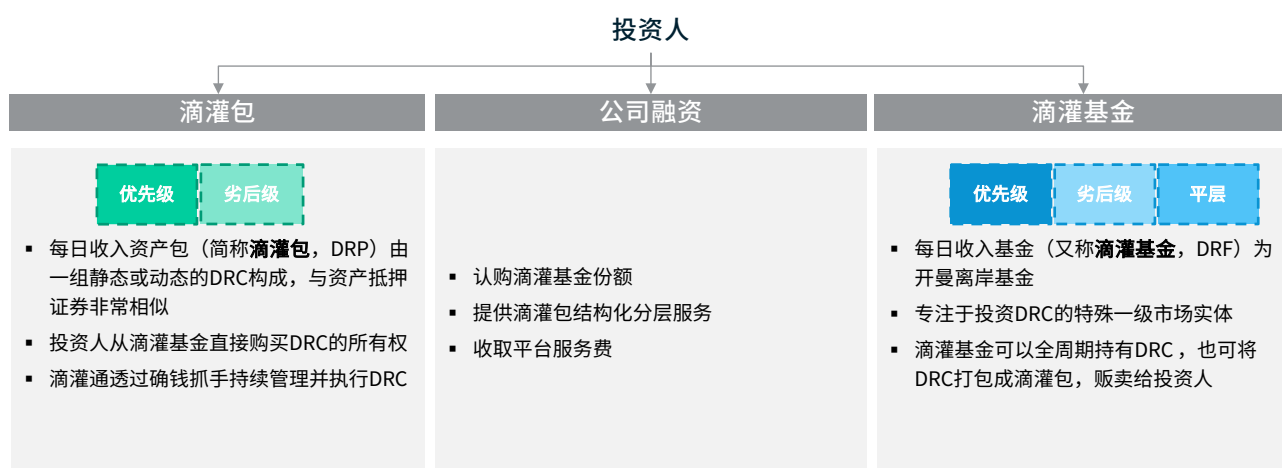 投资人
滴灌包
公司融资
滴灌基金
优先级 劣后级
▪ 每日收入资产包（简称滴灌包，DRP）由
一组静态或动态的DRC构成，与资产抵押
证券非常相似
▪ 投资人从滴灌基金直接购买DRC的所有权
▪ 滴灌通透过确钱抓手持续管理并执行DRC
▪ 认购滴灌基金份额
▪ 提供滴灌包结构化分层服务
▪ 收取平台服务费
优先级 劣后级 平层
▪ 每日收入基金（又称滴灌基金，DRF）为
开曼离岸基金
▪ 专注于投资DRC的特殊一级市场实体
▪ 滴灌基金可以全周期持有DRC ，也可将
DRC打包成滴灌包，贩卖给投资人